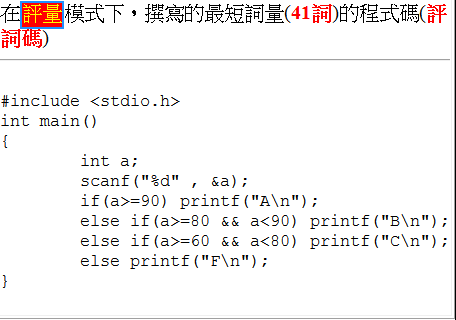 在評量模式下，撰寫的最短詞量(41詞)的程式碼(評
詞碼)
#include <stdio.h>
int main()
{
        int a;
        scanf("%d" , &a);
        if(a>=90) printf("A\n");
        else if(a>=80 && a<90) printf("B\n");
        else if(a>=60 && a<80) printf("C\n");
        else printf("F\n");
}